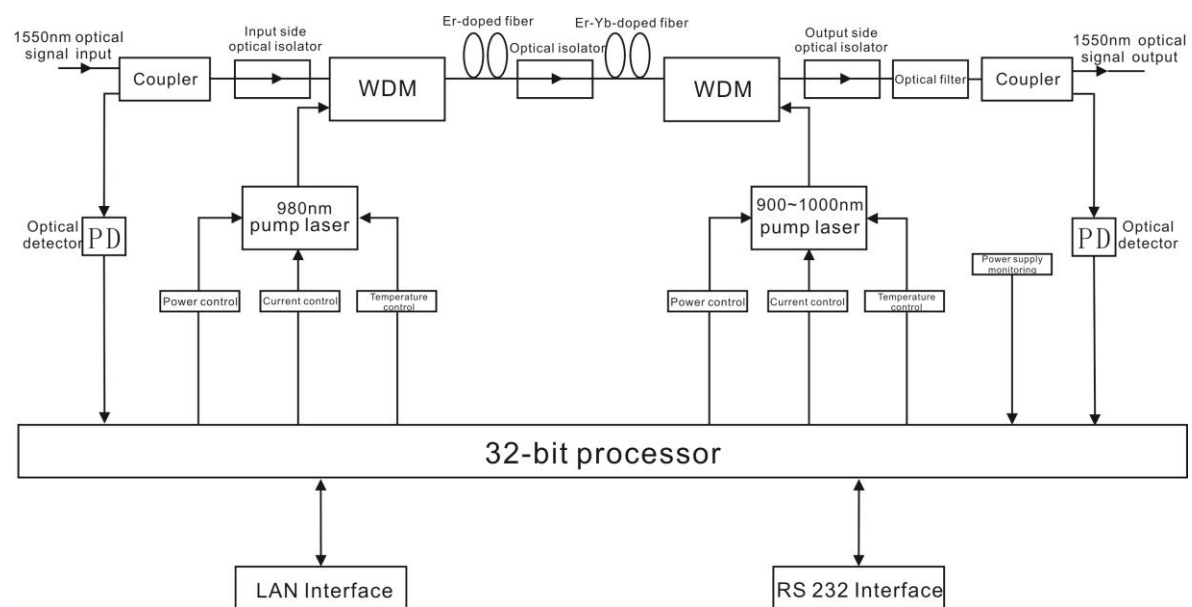 Er-doped fiber
Er-Yb-doped fiber
1550nm optical
signal input
Input side
optical isolator
Optical isolator
Output side
optical isolator
1550nm optical
signal output
Coupler
WDM
WDM
Optical filter
Coupler
980nm
pump laser
900~1000nm
pump laser
Optical
detector
PD
PD
Optical
detector
Power supply
monitoring
Power control
Current control
Temperature
control
Power control
Current control
Temperature
control
32-bit processor
LAN Interface
RS 232 Interface